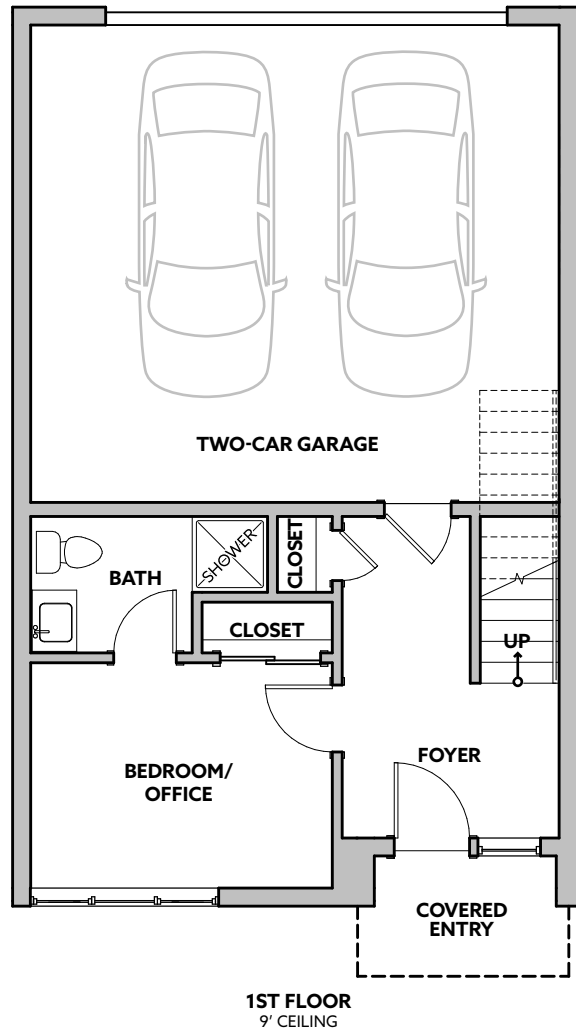 TWO-CAR GARAGE
SHOWER
CLOSET
BATH
CLOSET
UP
FOYER
BEDROOM/
OFFICE
COVERED
ENTRY
1ST FLOOR
9' CEILING